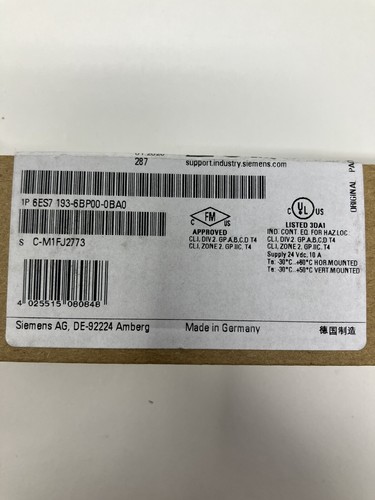 287
support.industry.siemens.com
1P 6ES7 193-6BP00-0BA0
S C-M1FJ2773
4 025515 080848
C FM US
APPROVED
CL.I, DIV.2. GP.A,B,C,D T4
CL.I, ZONE 2. GP.IIC, T4
C UL US
LISTED 3DA1
IND. CONT. EQ. FOR HAZ.LOC.
CL.I, DIV.2, GP.A,B,C,D T4
CL.I, ZONE 2, GP.IIC, T4
Supply 24 Vdc, 10 A
Ta: -30°C..+60°C HOR.MOUNTED
Ta: -30°C..+50°C VERT.MOUNTED
ORIGINAL
Siemens AG, DE-92224 Amberg
Made in Germany
德国制造